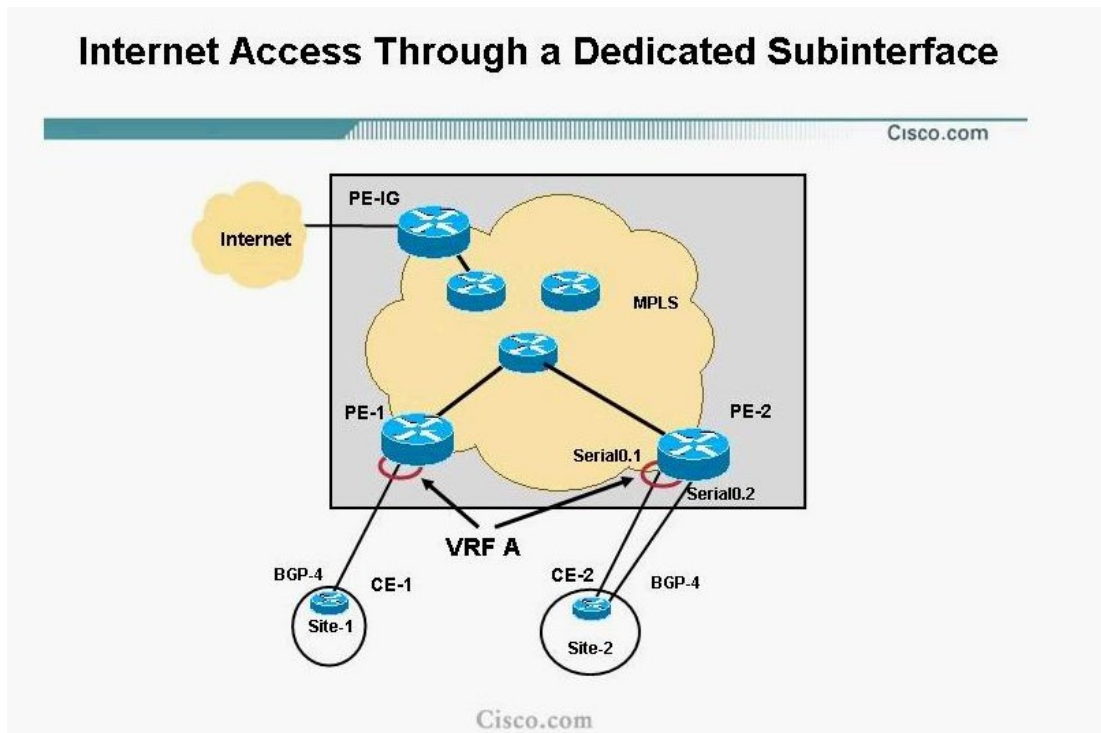 Internet Access Through a Dedicated Subinterface
Cisco.com
PE-IG
Internet
MPLS
PE-1
PE-2
Serial0.1
Serial0.2
VRF A
BGP-4
CE-1
CE-2
BGP-4
Site-1
Site-2
Cisco.com